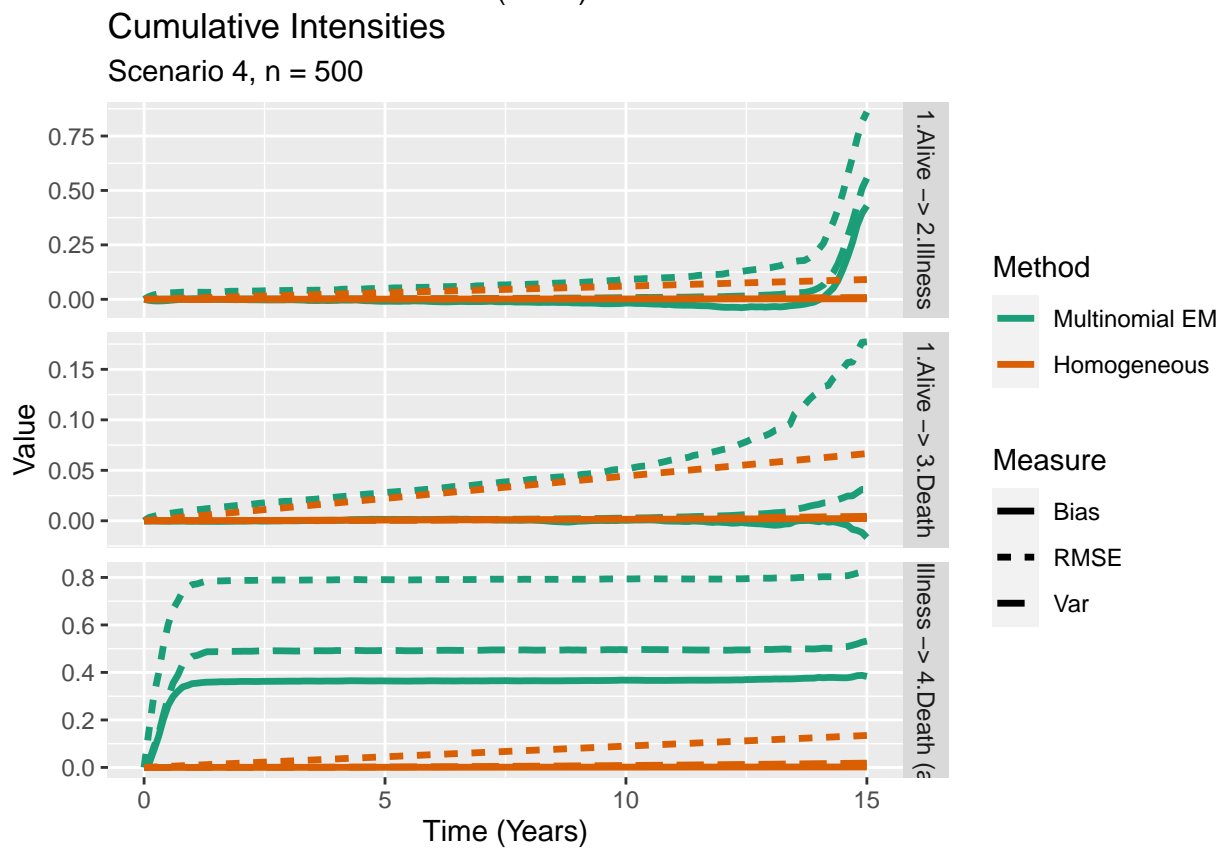 Cumulative Intensities
Scenario 4, n = 500
0.75
0.50
0.25
0.00
1.Alive −> 2.Illness
0.15
0.10
0.05
0.00
1.Alive −> 3.Death
0.8
0.6
0.4
0.2
0.0
Illness −> 4.Death (a
0
5
10
15
Value
Time (Years)
Method
Multinomial EM
Homogeneous
Measure
Bias
RMSE
Var